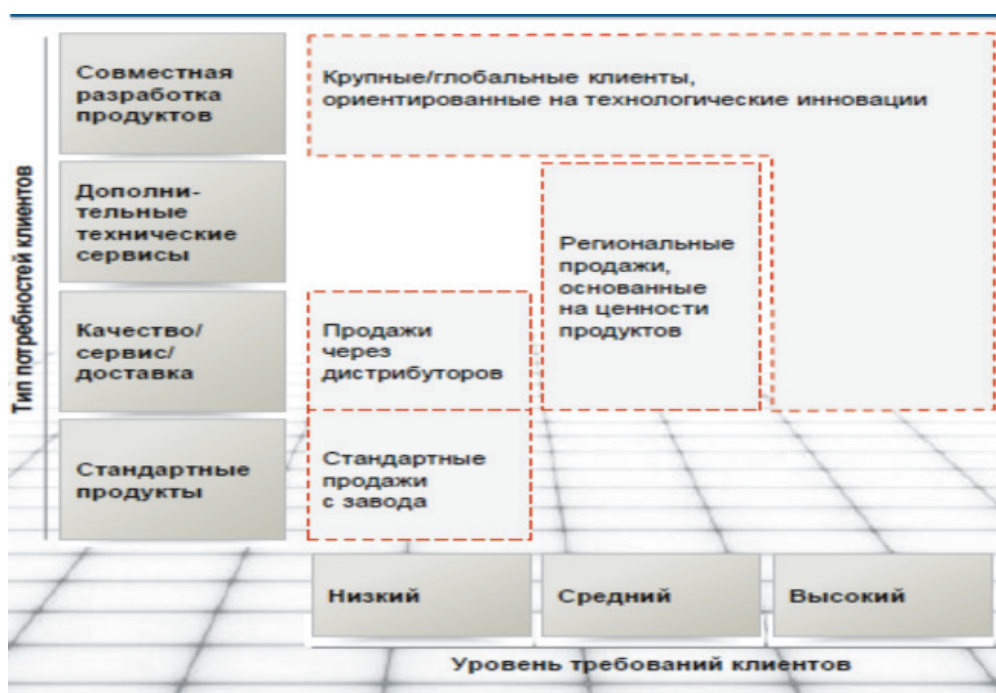 Тип потребностей клиентов
Совместная
разработка
продуктов
Крупные/глобальные клиенты,
ориентированные на технологические инновации
Дополни-
тельные
технические
сервисы
Региональные
продажи,
основанные
на ценности
продуктов
Качество/
сервис/
доставка
Продажи
через
дистрибуторов
Стандартные
продукты
Стандартные
продажи
с завода
Низкий
Средний
Высокий
Уровень требований клиентов